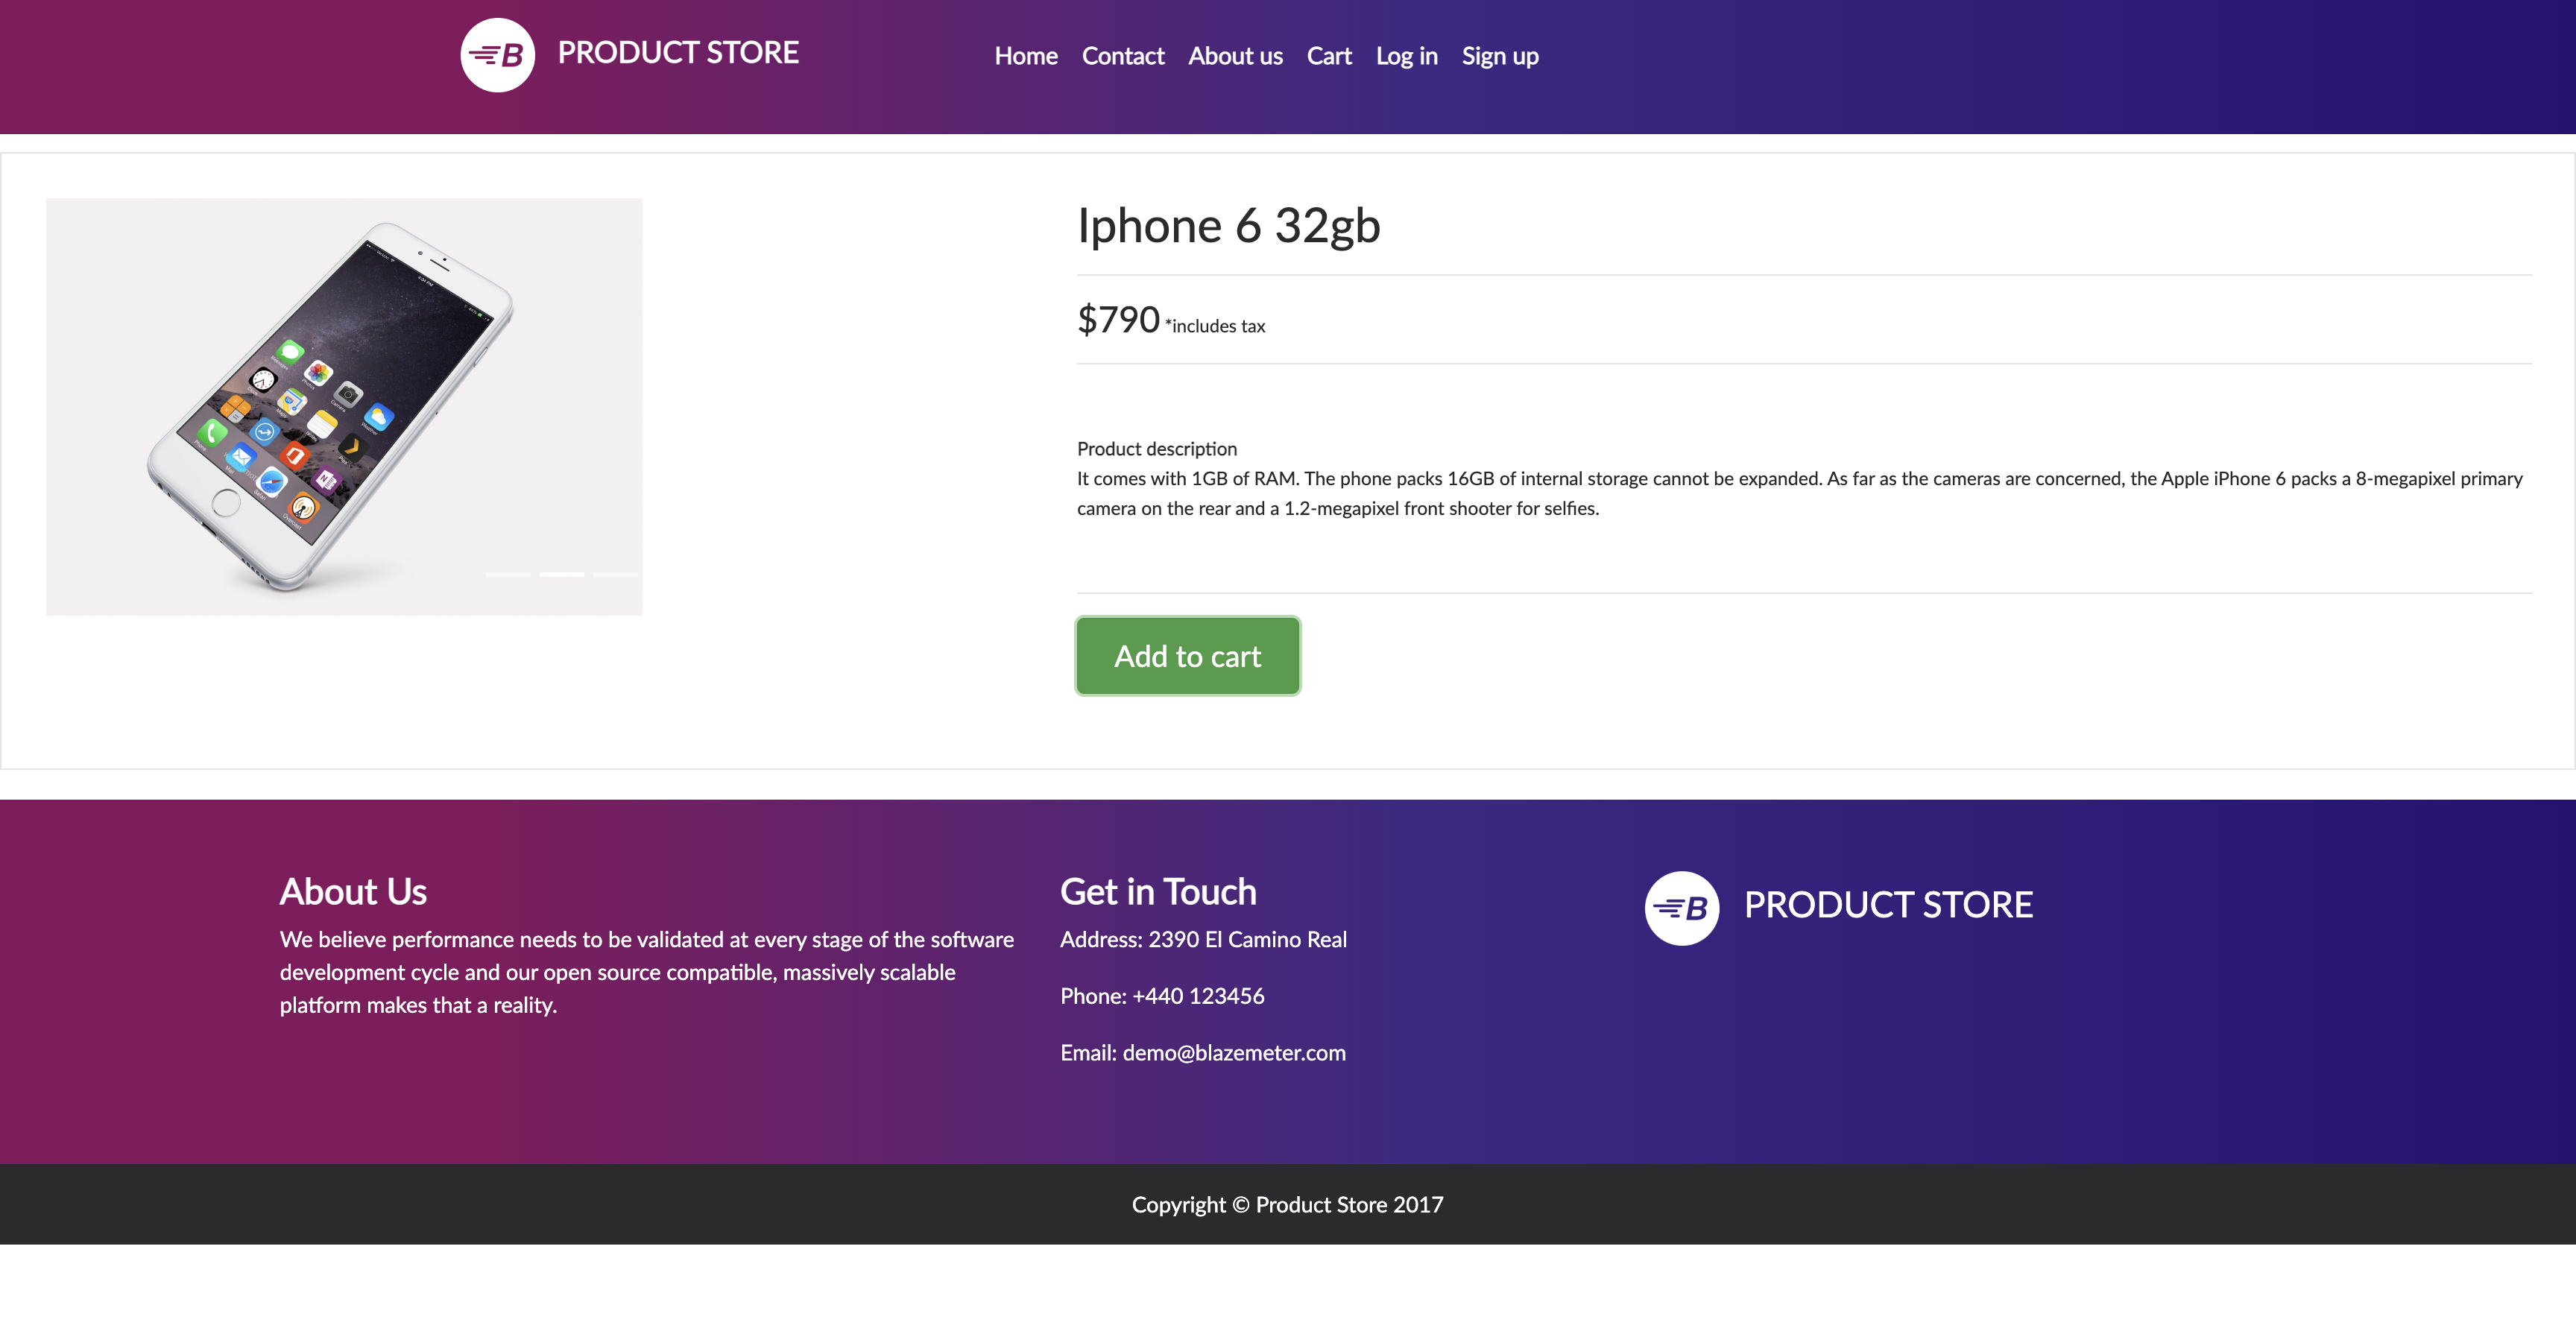 B PRODUCT STORE
Home Contact About us Cart Log in Sign up
Iphone 6 32gb
$790 *includes tax
Product description
It comes with 1GB of RAM. The phone packs 16GB of internal storage cannot be expanded. As far as the cameras are concerned, the Apple iPhone 6 packs a 8-megapixel primary
camera on the rear and a 1.2-megapixel front shooter for selfies.
Add to cart
About Us
We believe performance needs to be validated at every stage of the software
development cycle and our open source compatible, massively scalable
platform makes that a reality.
Get in Touch
Address: 2390 El Camino Real
Phone: +440 123456
Email: demo@blazemeter.com
B PRODUCT STORE
Copyright © Product Store 2017